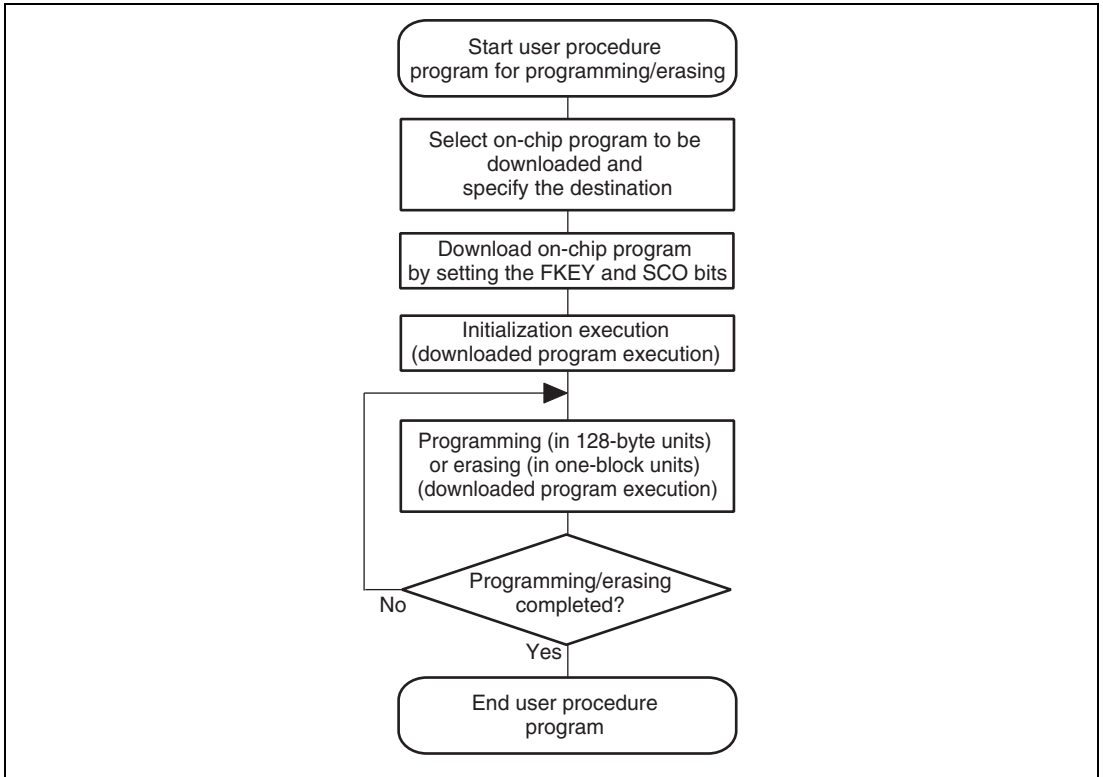 Start user procedure
program for programming/erasing
Select on-chip program to be
downloaded and
specify the destination
Download on-chip program
by setting the FKEY and SCO bits
Initialization execution
(downloaded program execution)
Programming (in 128-byte units)
or erasing (in one-block units)
(downloaded program execution)
Programming/erasing
completed?
No
Yes
End user procedure
program